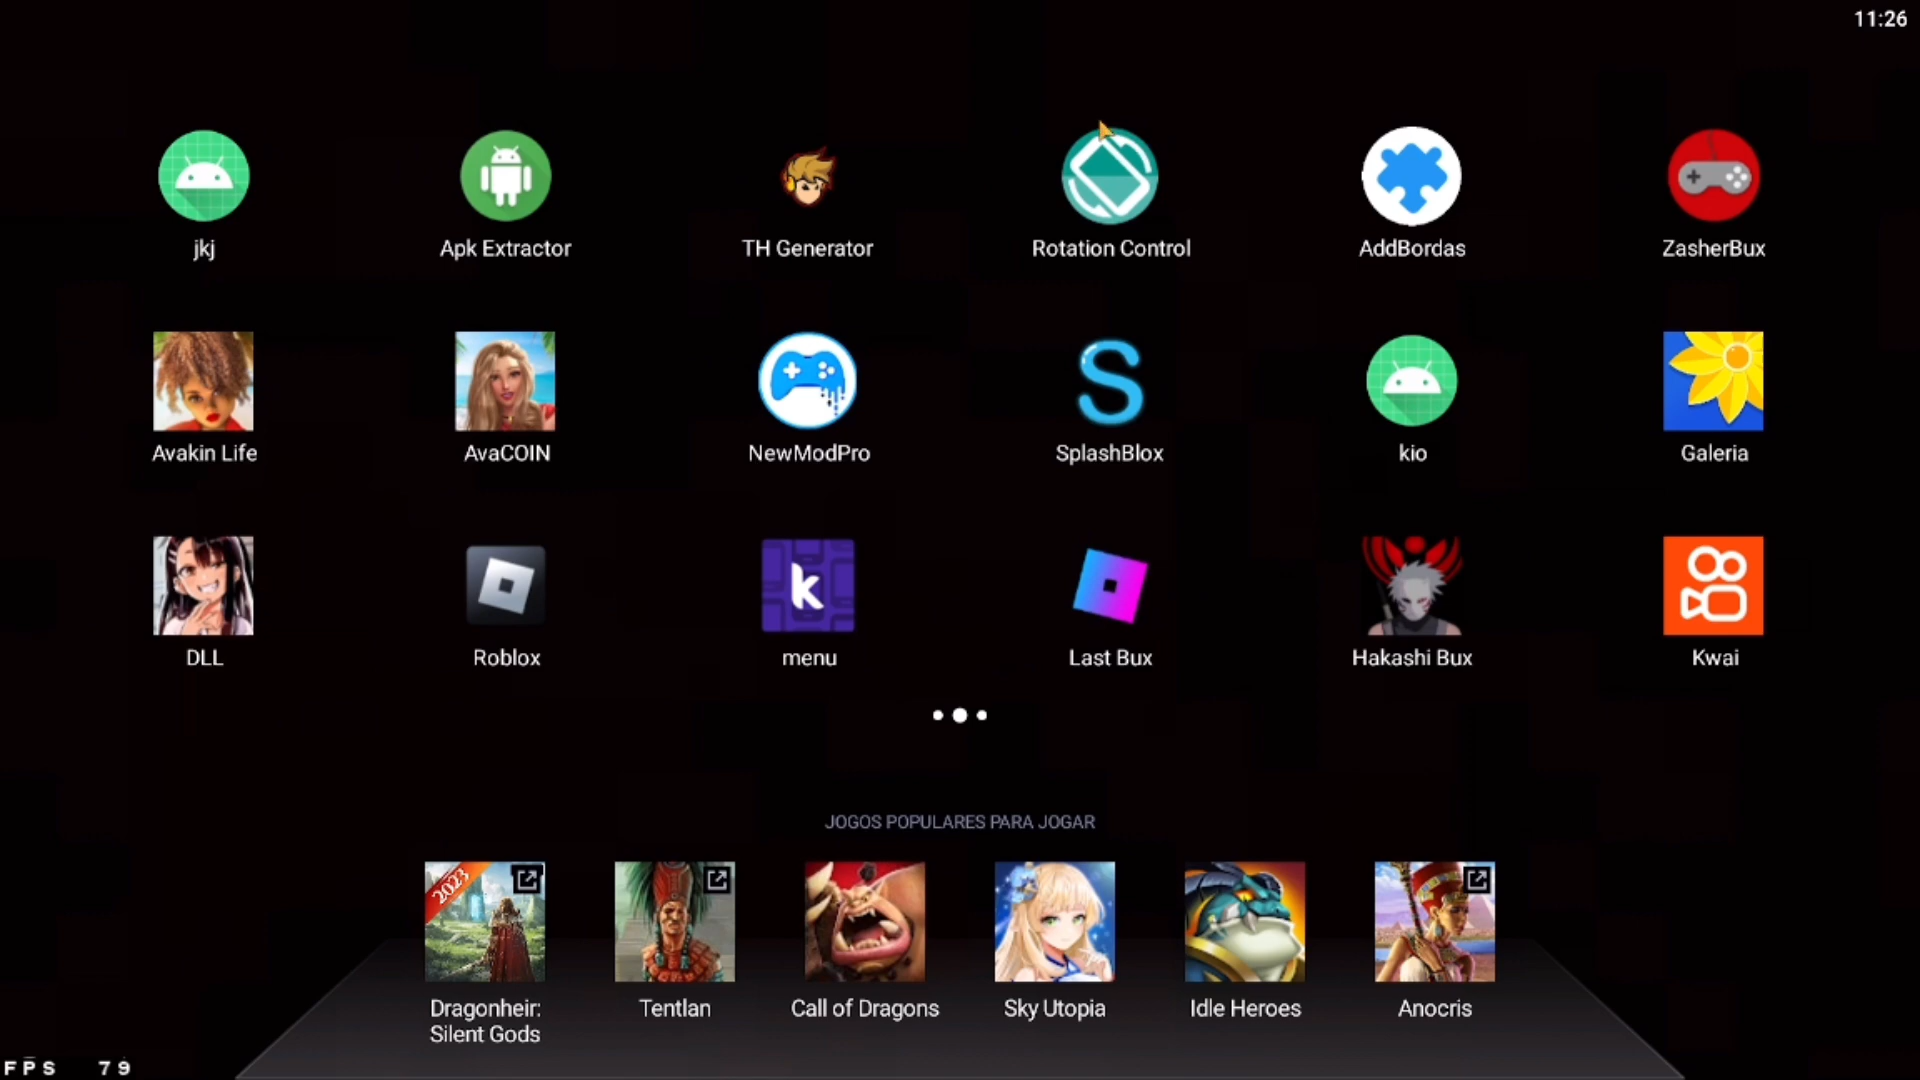 11:26
jkj
Apk Extractor
TH Generator
Rotation Control
AddBordas
ZasherBux
Avakin Life
AvaCOIN
NewModPro
SplashBlox
kio
Galeria
DLL
Roblox
k
menu
Last Bux
Hakashi Bux
Kwai
JOGOS POPULARES PARA JOGAR
2023
Dragonheir:
Silent Gods
Tentlan
Call of Dragons
Sky Utopia
Idle Heroes
Anocris
FPS 79